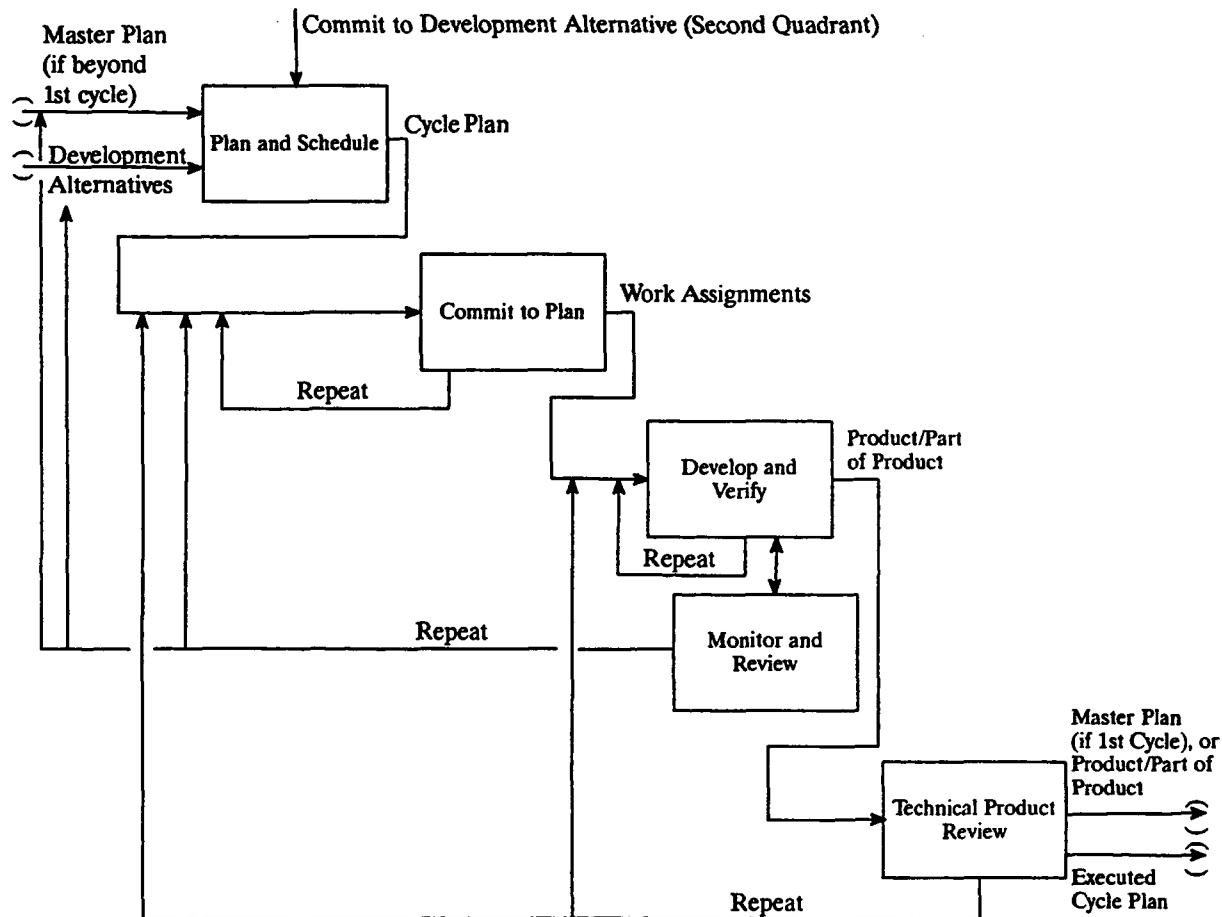 Commit to Development Alternative (Second Quadrant)
Master Plan
(if beyond
1st cycle)
Plan and Schedule
Cycle Plan
Development
Alternatives
Commit to Plan
Work Assignments
Repeat
Develop and
Verify
Product/Part
of Product
Repeat
Repeat
Monitor and
Review
Master Plan
(if 1st Cycle), or
Product/Part of
Product
Technical Product
Review
Executed
Cycle Plan
Repeat